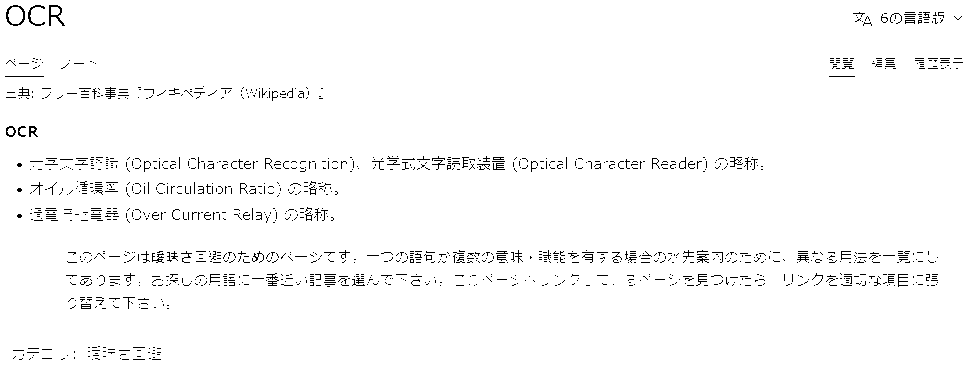 OCR
文A 6の言語版
ページ ノート
閲覧 編集 履歴表示
出典: フリー百科事典『ウィキペディア（Wikipedia）』
OCR
• 光学文字認識 (Optical Character Recognition)、光学式文字読取装置 (Optical Character Reader) の略称。
• オイル循環率 (Oil Circulation Ratio) の略称。
• 過電流継電器 (Over Current Relay) の略称。
このページは曖昧さ回避のためのページです。一つの語句が複数の意味・職能を有する場合の水先案内のために、異なる用法を一覧にし
てあります。お探しの用語に一番近い記事を選んで下さい。このページへリンクしているページを見つけたら、リンクを適切な項目に張
り替えて下さい。
カテゴリ: 曖昧さ回避